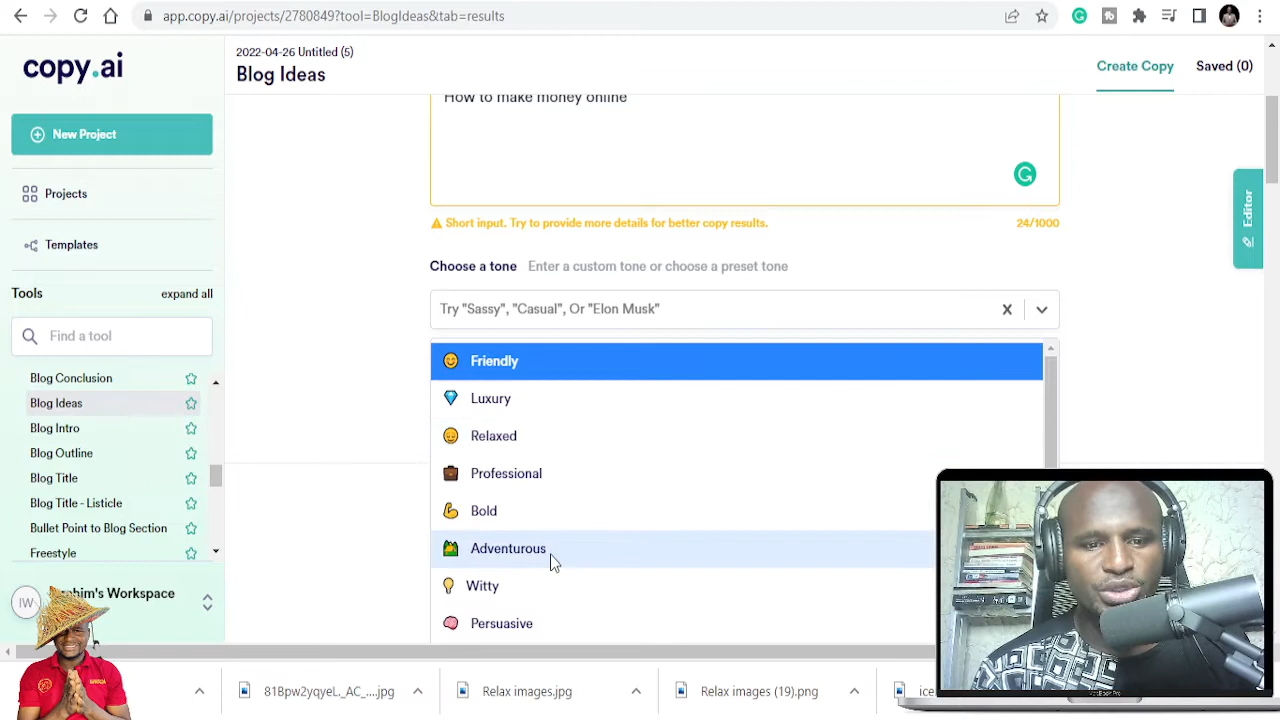 app.copy.ai/projects/2780849?tool=BlogIdeas&tab=results
copy.ai
2022-04-26 Untitled (5)
Blog Ideas
Create Copy
Saved (0)
New Project
Projects
Templates
Tools
expand all
Find a tool
Blog Conclusion
Blog Ideas
Blog Intro
Blog Outline
Blog Title
Blog Title - Listicle
Bullet Point to Blog Section
Freestyle
IW
Workspace
How to make money online
Short input. Try to provide more details for better copy results.
24/1000
Choose a tone
Enter a custom tone or choose a preset tone
Try "Sassy", "Casual", Or "Elon Musk"
Friendly
Luxury
Relaxed
Professional
Bold
Adventurous
Witty
Persuasive
Editor
81Bpw2yqyeL._AC_....jpg
Relax images.jpg
Relax images (19).png
ice
MacBook Pro